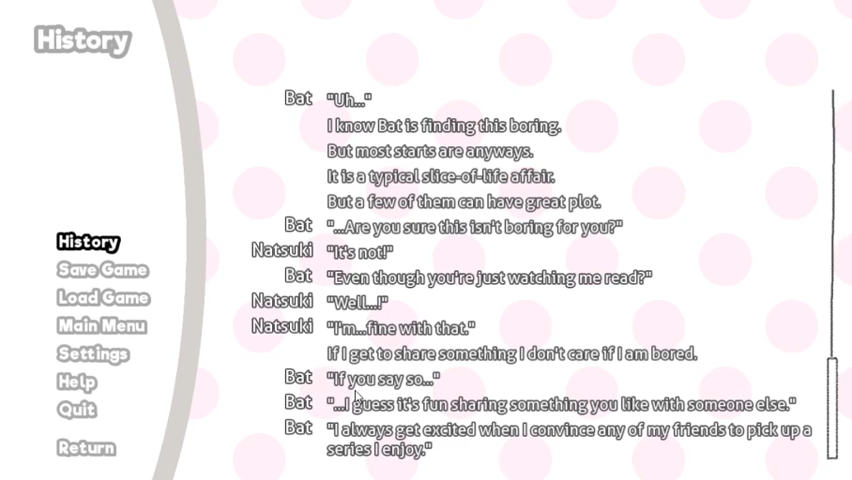 History
Bat "Uh..."
I know Bat is finding this boring.
But most starts are anyways.
It is a typical slice-of-life affair.
But a few of them can have great plot.
Bat "...Are you sure this isn't boring for you?"
Natsuki "It's not!"
Bat "Even though you're just watching me read?"
Natsuki "Well...!"
Natsuki "I'm...fine with that."
If I get to share something I don't care if I am bored.
Bat "If you say so..."
Bat "...I guess it's fun sharing something you like with someone else."
Bat "I always get excited when I convince any of my friends to pick up a
series I enjoy."
History
Save Game
Load Game
Main Menu
Settings
Help
Quit
Return